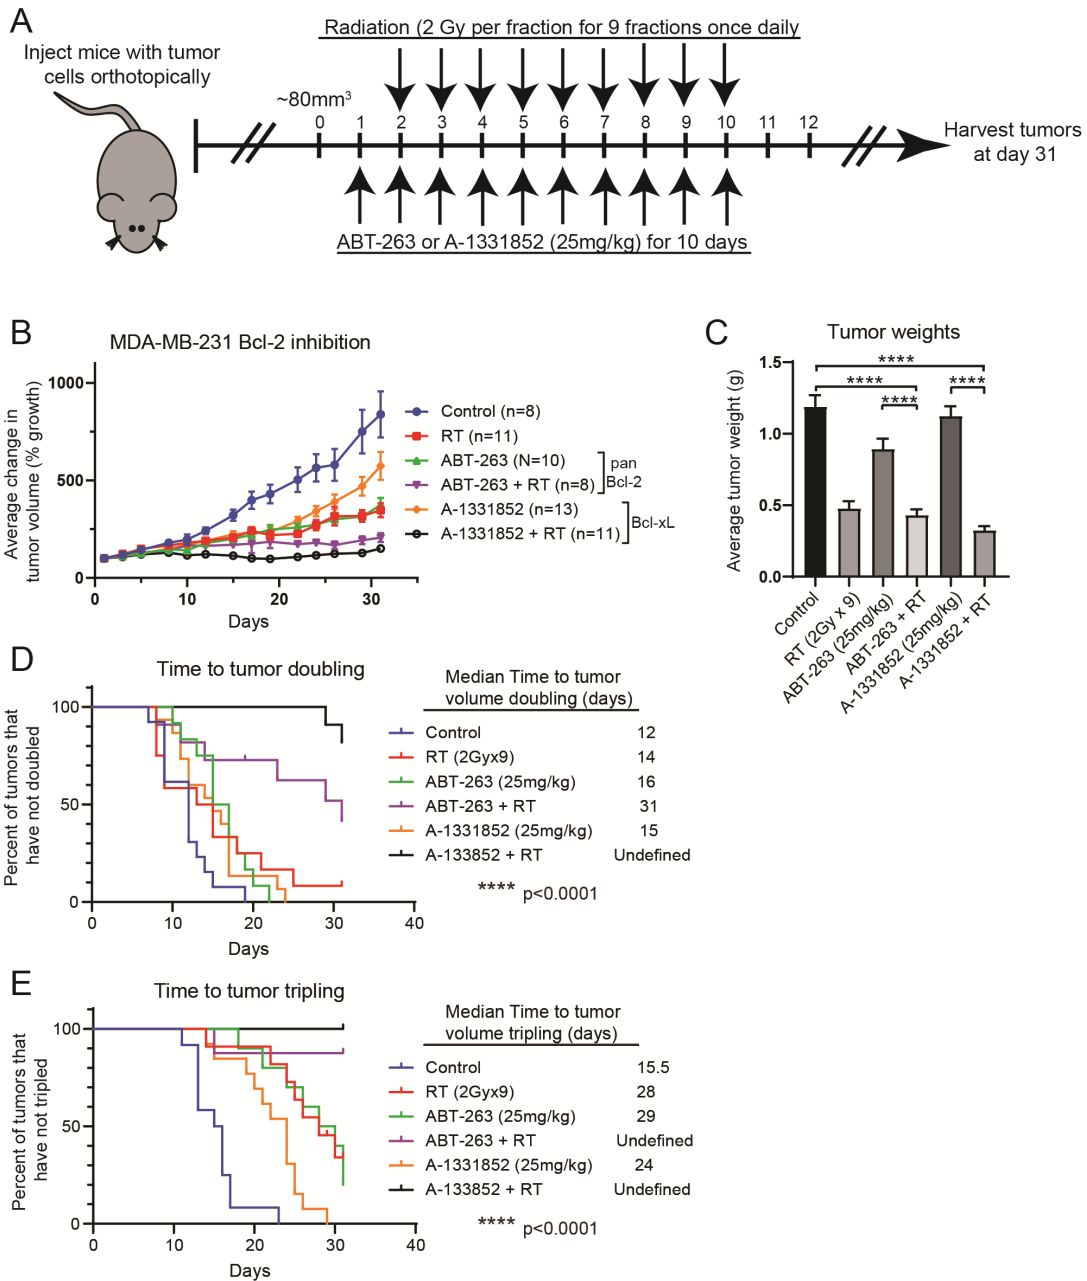 A
Radiation (2 Gy per fraction for 9 fractions once daily
Inject mice with tumor
cells orthotopically
~80mm3
0 1 2 3 4 5 6 7 8 9 10 11 12
Harvest tumors
at day 31
ABT-263 or A-1331852 (25mg/kg) for 10 days
B
MDA-MB-231 Bcl-2 inhibition
Average change in
tumor volume (% growth)
1000
500
0
0 10 20 30
Days
Control (n=8)
RT (n=11)
ABT-263 (N=10)
ABT-263 + RT (n=8)
pan
Bcl-2
A-1331852 (n=13)
A-1331852 + RT (n=11)
Bcl-xL
C
Tumor weights
Average tumor weight (g)
1.5
1.0
0.5
0.0
****
****
****
****
Control
RT (2Gy x 9)
ABT-263 (25mg/kg)
ABT-263 + RT
A-1331852 (25mg/kg)
A-1331852 + RT
D
Time to tumor doubling
Percent of tumors that
have not doubled
100
50
0
0 10 20 30 40
Days
Median Time to tumor
volume doubling (days)
Control 12
RT (2Gyx9) 14
ABT-263 (25mg/kg) 16
ABT-263 + RT 31
A-1331852 (25mg/kg) 15
A-133852 + RT Undefined
**** p<0.0001
E
Time to tumor tripling
Percent of tumors that
have not tripled
100
50
0
0 10 20 30 40
Days
Median Time to tumor
volume tripling (days)
Control 15.5
RT (2Gyx9) 28
ABT-263 (25mg/kg) 29
ABT-263 + RT Undefined
A-1331852 (25mg/kg) 24
A-133852 + RT Undefined
**** p<0.0001